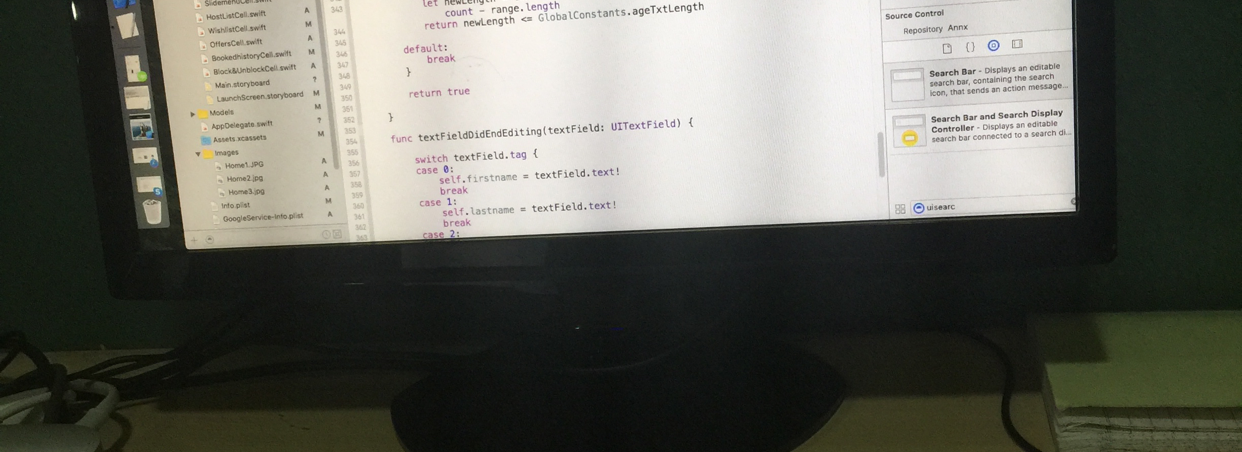 SlidemenuCell.swift
HostListCell.swift A
WishlistCell.swift M
OffersCell.swift A
BookedhistoryCell.swift M
Block&UnblockCell.swift A
Main.storyboard ?
LaunchScreen.storyboard M
Models
AppDelegate.swift M
Assets.xcassets M
Images
Home1.JPG A
Home2.jpg A
Home3.jpg A
Info.plist M
GoogleService-Info.plist A
343
344
345
346
347
348
349
350
351
352
353
354
355
356
357
358
359
360
361
362
let newLength
count - range.length
return newLength <= GlobalConstants.ageTxtLength
default:
break
}
return true
}
func textFieldDidEndEditing(textField: UITextField) {
switch textField.tag {
case 0:
self.firstname = textField.text!
break
case 1:
self.lastname = textField.text!
break
case 2:
Source Control
Repository Annx
{}
Search Bar - Displays an editable
search bar, containing the search
icon, that sends an action message...
Search Bar and Search Display
Controller - Displays an editable
search bar connected to a search di...
uisearc